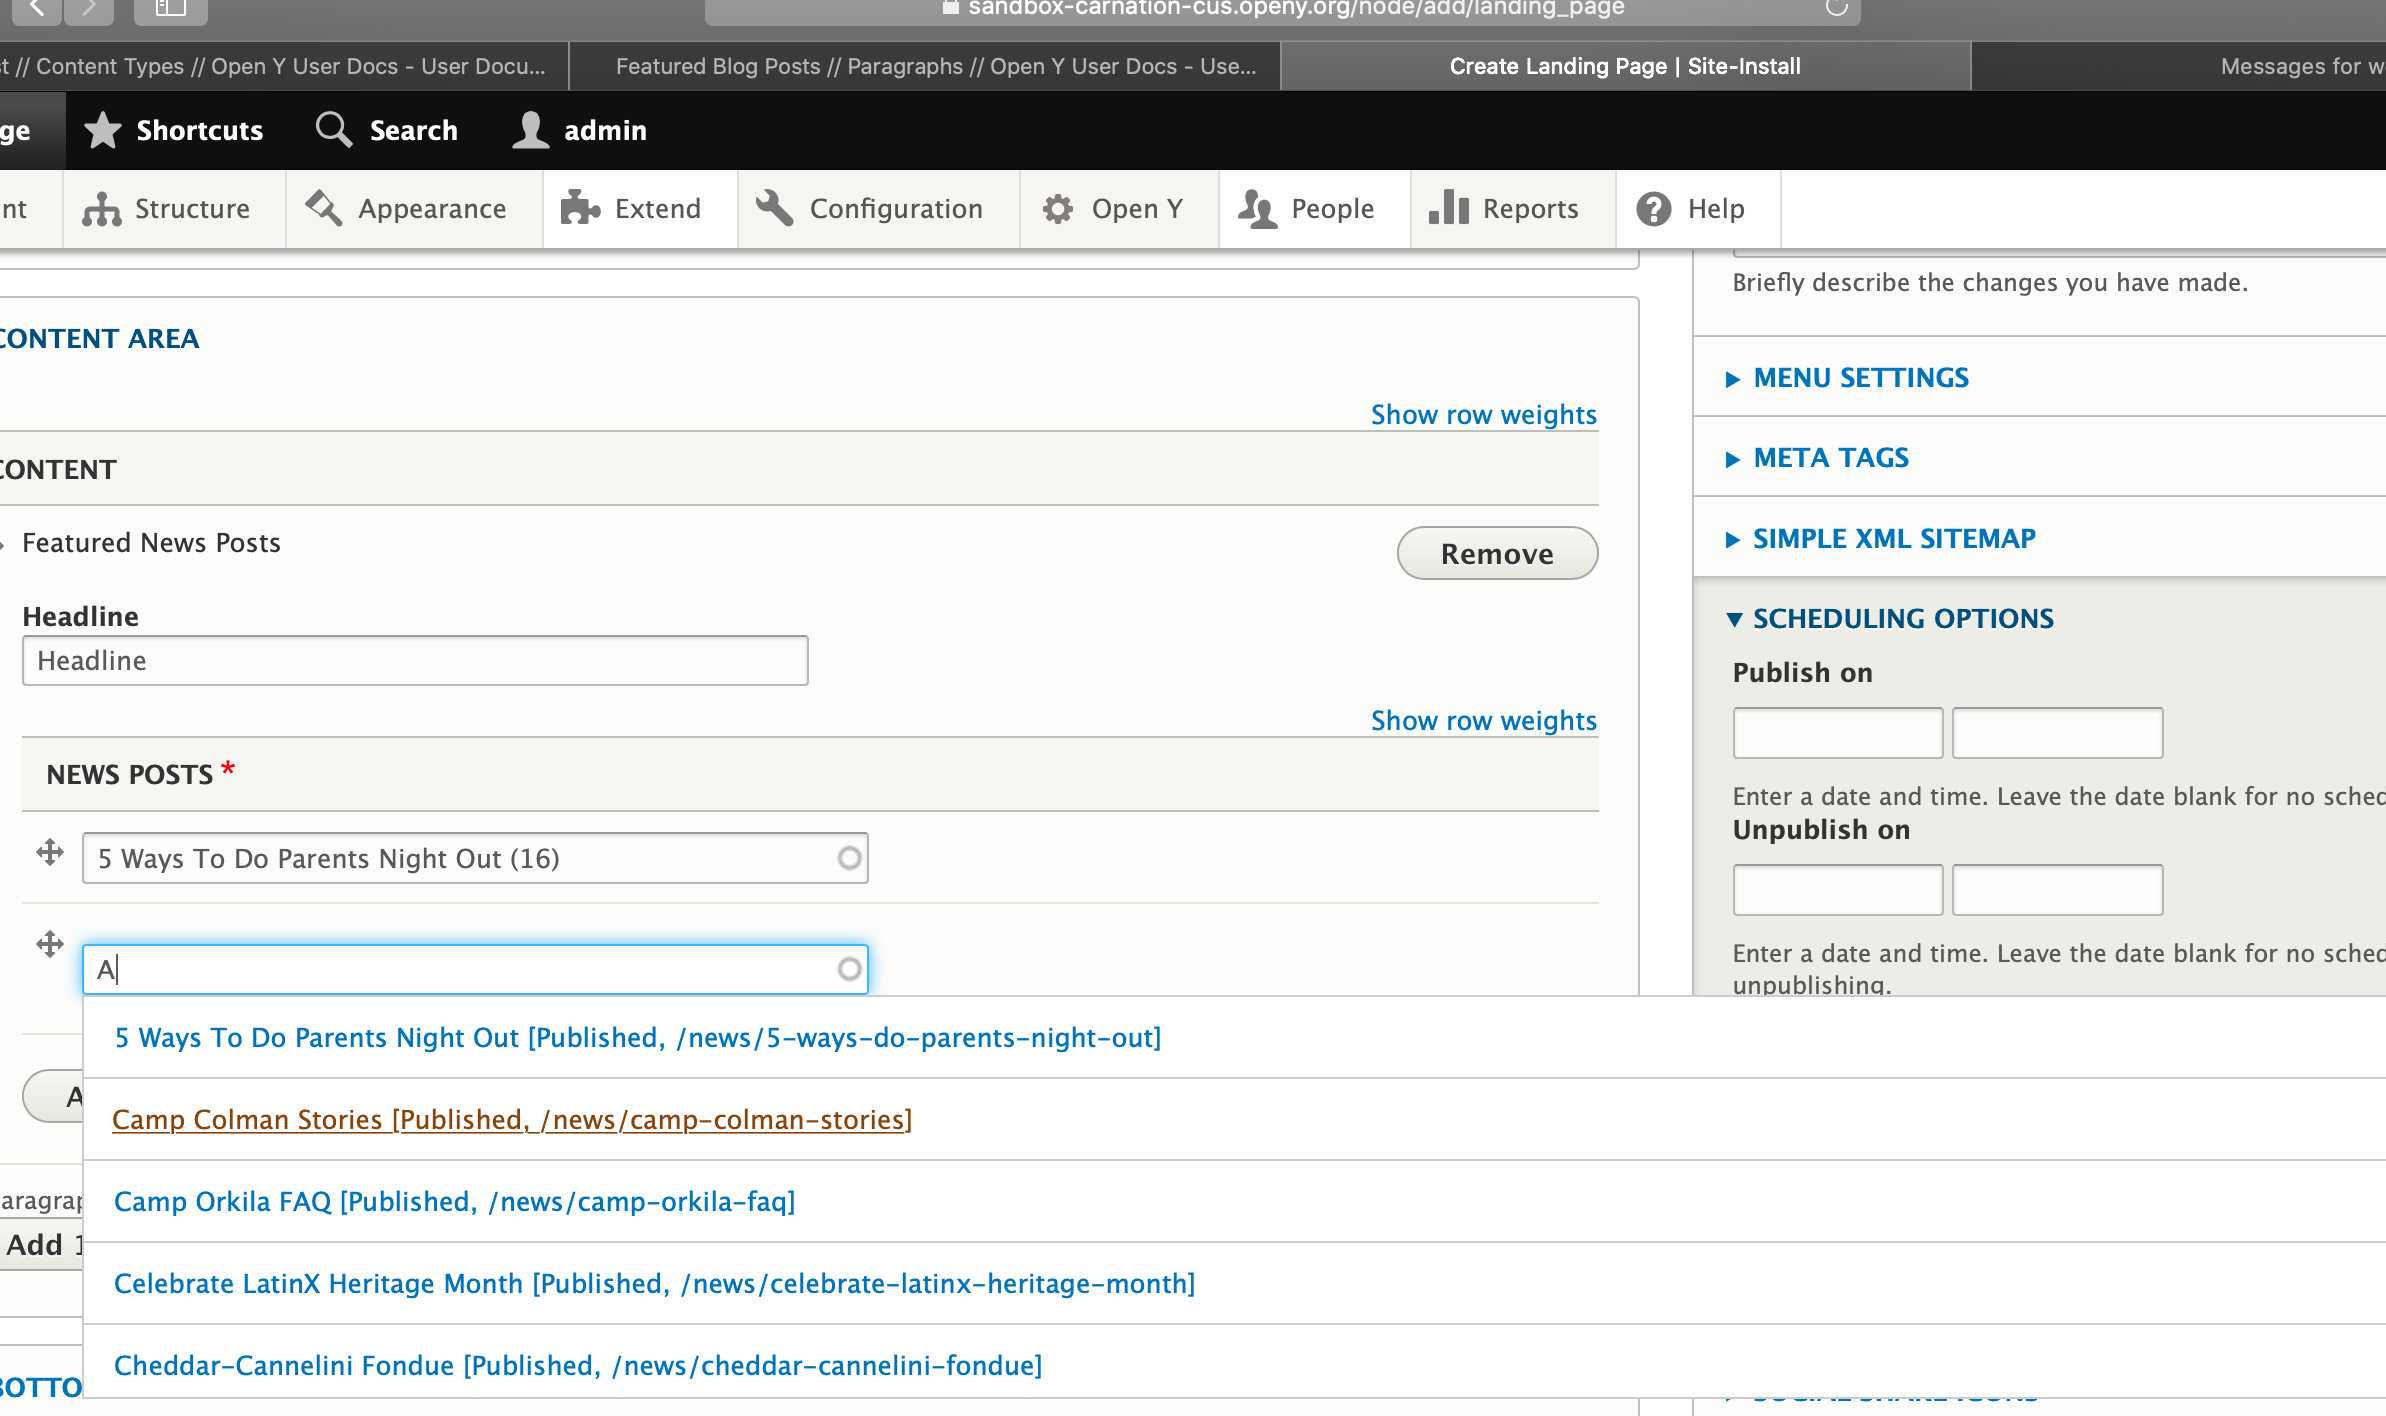 sandbox-carnation-cus.openy.org/node/add/landing_page
t // Content Types // Open Y User Docs - User Docu...
Featured Blog Posts // Paragraphs // Open Y User Docs - Use...
Create Landing Page | Site-Install
Messages for w
ge
Shortcuts
Search
admin
nt
Structure
Appearance
Extend
Configuration
Open Y
People
Reports
Help
CONTENT AREA
Show row weights
CONTENT
Featured News Posts
Remove
Headline
Headline
Show row weights
NEWS POSTS *
5 Ways To Do Parents Night Out (16)
A
5 Ways To Do Parents Night Out [Published, /news/5-ways-do-parents-night-out]
Camp Colman Stories [Published, /news/camp-colman-stories]
Camp Orkila FAQ [Published, /news/camp-orkila-faq]
Celebrate LatinX Heritage Month [Published, /news/celebrate-latinx-heritage-month]
Cheddar-Cannelini Fondue [Published, /news/cheddar-cannelini-fondue]
A
aragrap
Add 1
BOTTO
Briefly describe the changes you have made.
MENU SETTINGS
META TAGS
SIMPLE XML SITEMAP
SCHEDULING OPTIONS
Publish on
Enter a date and time. Leave the date blank for no sched
Unpublish on
Enter a date and time. Leave the date blank for no sched
unpublishing.
SOCIAL SHARE ICONS